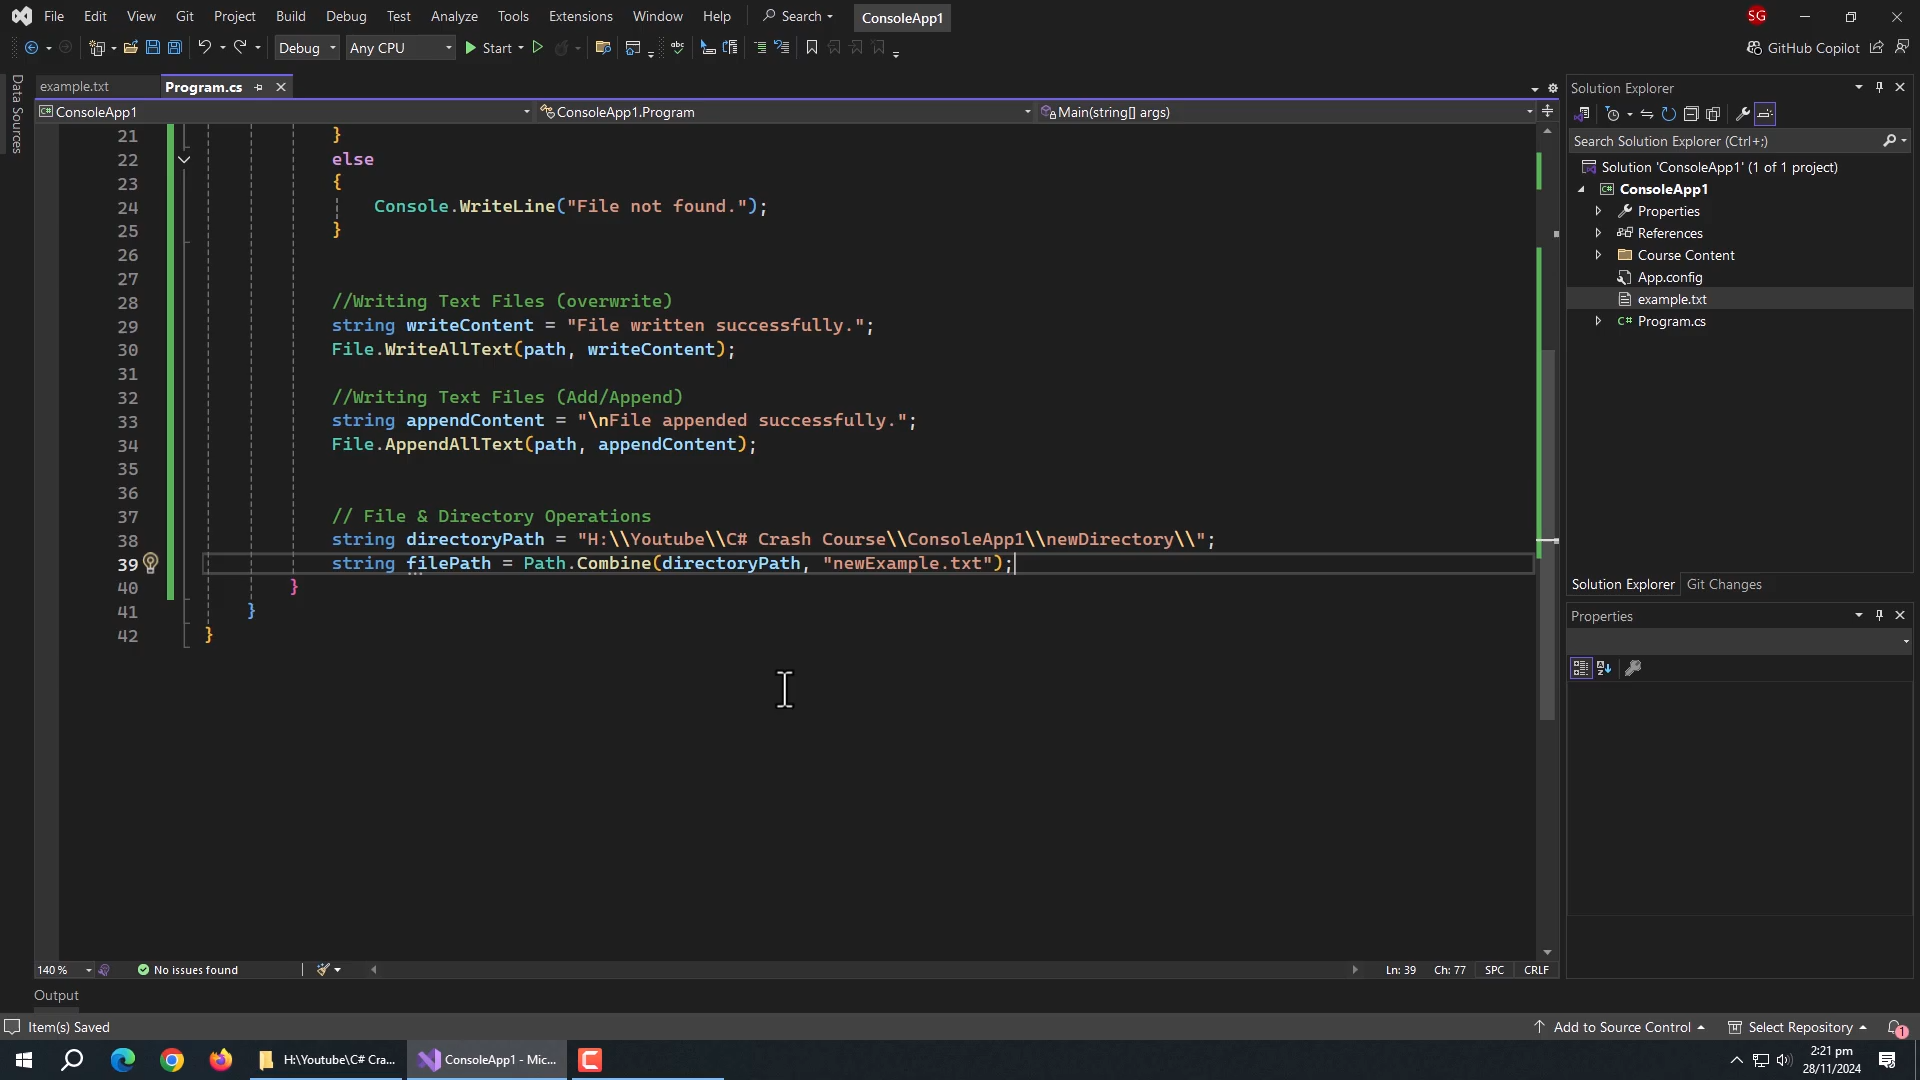 File Edit View Git Project Build Debug Test Analyze Tools Extensions Window Help Search ConsoleApp1 SG
Debug Any CPU Start GitHub Copilot
Data Sources
example.txt Program.cs
ConsoleApp1 ConsoleApp1.Program Main(string[] args)
21 }
22 else
23 {
24 Console.WriteLine("File not found.");
25 }
26
27
28 //Writing Text Files (overwrite)
29 string writeContent = "File written successfully.";
30 File.WriteAllText(path, writeContent);
31
32 //Writing Text Files (Add/Append)
33 string appendContent = "\nFile appended successfully.";
34 File.AppendAllText(path, appendContent);
35
36
37 // File & Directory Operations
38 string directoryPath = "H:\\Youtube\\C# Crash Course\\ConsoleApp1\\newDirectory\\";
39 string filePath = Path.Combine(directoryPath, "newExample.txt");
40 }
41 }
42 }
140 % No issues found Ln: 39 Ch: 77 SPC CRLF
Output
Solution Explorer
Search Solution Explorer (Ctrl+;)
Solution 'ConsoleApp1' (1 of 1 project)
C# ConsoleApp1
Properties
References
Course Content
App.config
example.txt
C# Program.cs
Solution Explorer Git Changes
Properties
Item(s) Saved Add to Source Control Select Repository 1
H:\Youtube\C# Cra... ConsoleApp1 - Mic... 2:21 pm
28/11/2024